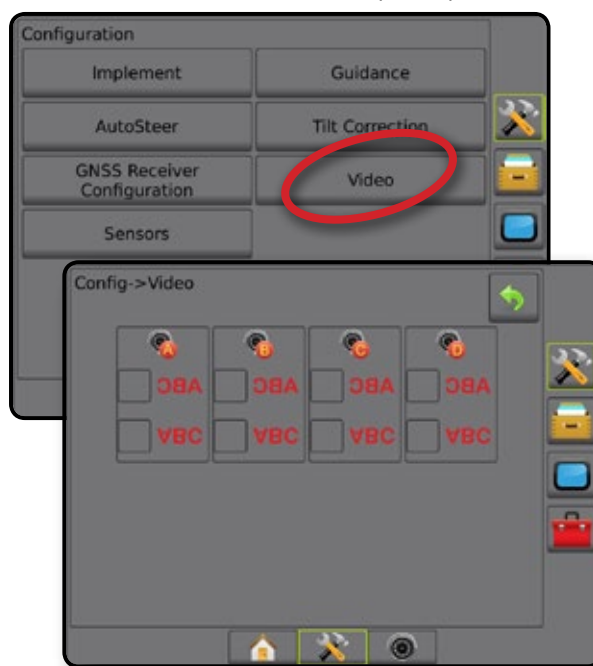 Configuration
Implement
Guidance
AutoSteer
Tilt Correction
GNSS Receiver
Configuration
Video
Sensors
Config->Video
A B C D
ABC ABC ABC ABC
ABC ABC ABC ABC